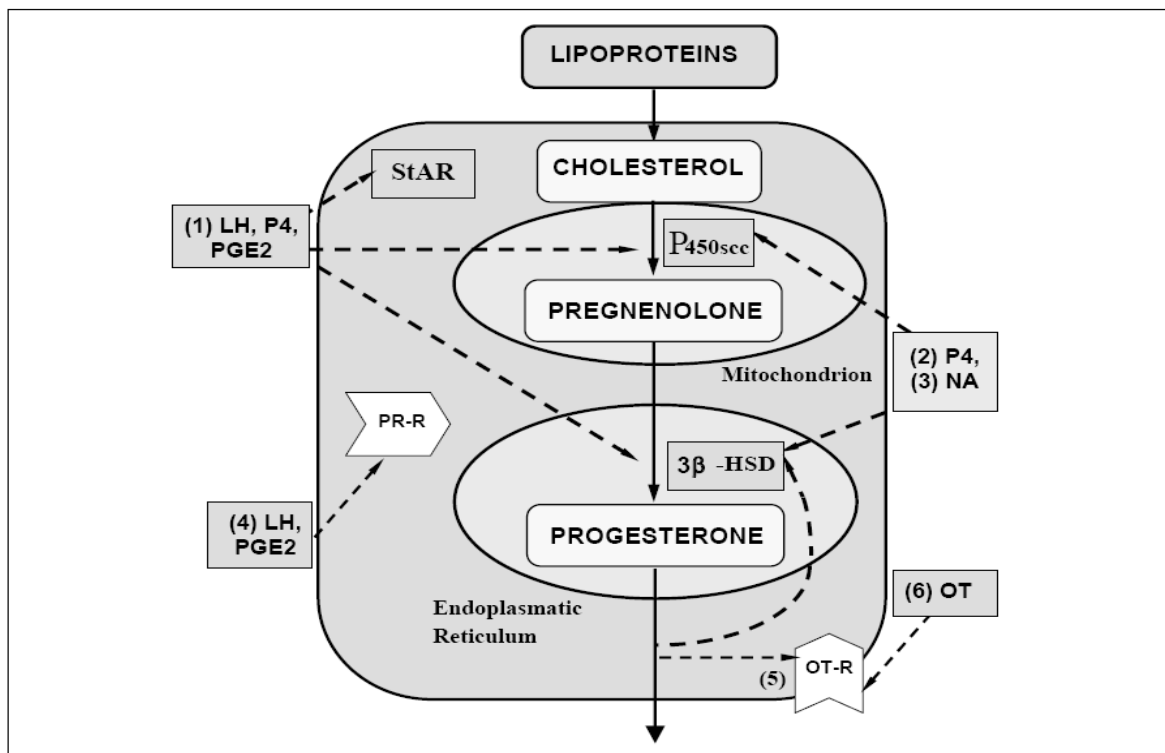 LIPOPROTEINS
CHOLESTEROL
StAR
(1) LH, P4,
PGE2
P450scc
PREGNENOLONE
(2) P4,
(3) NA
Mitochondrion
PR-R
3β -HSD
(4) LH,
PGE2
PROGESTERONE
(6) OT
Endoplasmatic
Reticulum
OT-R
(5)